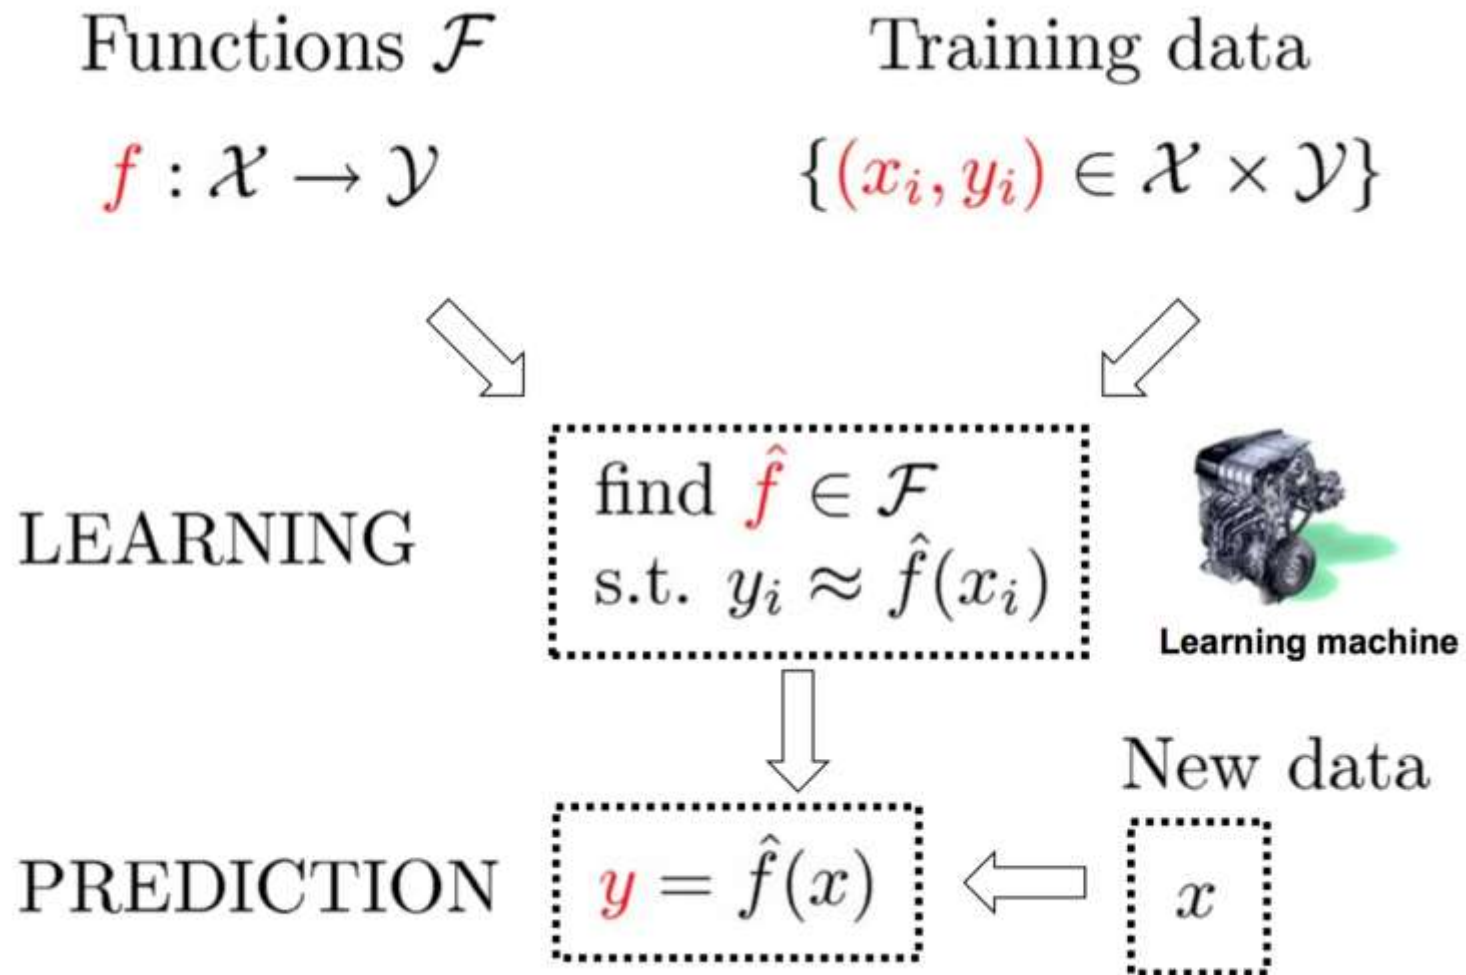 Functions ℱ
f : 𝒳 → 𝒴
Training data
{(xᵢ, yᵢ) ∈ 𝒳 × 𝒴}
LEARNING
find f̂ ∈ ℱ
s.t. yᵢ ≈ f̂(xᵢ)
Learning machine
New data
PREDICTION
y = f̂(x)
x